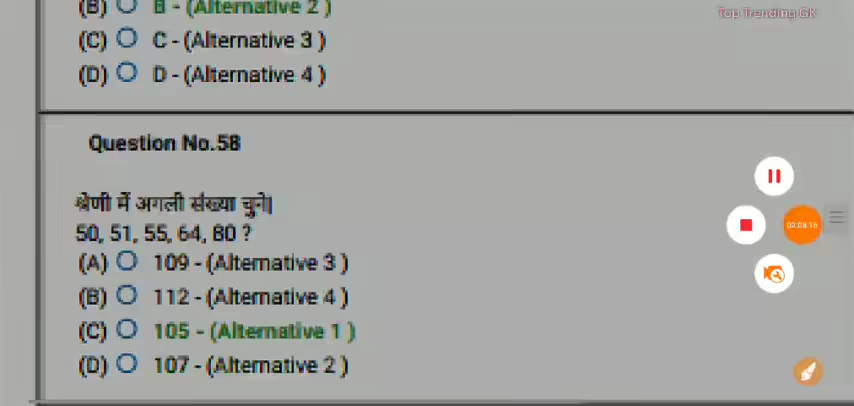 (B) B - (Alternative 2 )
Top Trending GK
(C) C - (Alternative 3 )
(D) D - (Alternative 4 )
Question No.58
श्रेणी में अगली संख्या चुने|
50, 51, 55, 64, 80 ?
(A) 109 - (Alternative 3 )
(B) 112 - (Alternative 4 )
(C) 105 - (Alternative 1 )
(D) 107 - (Alternative 2 )